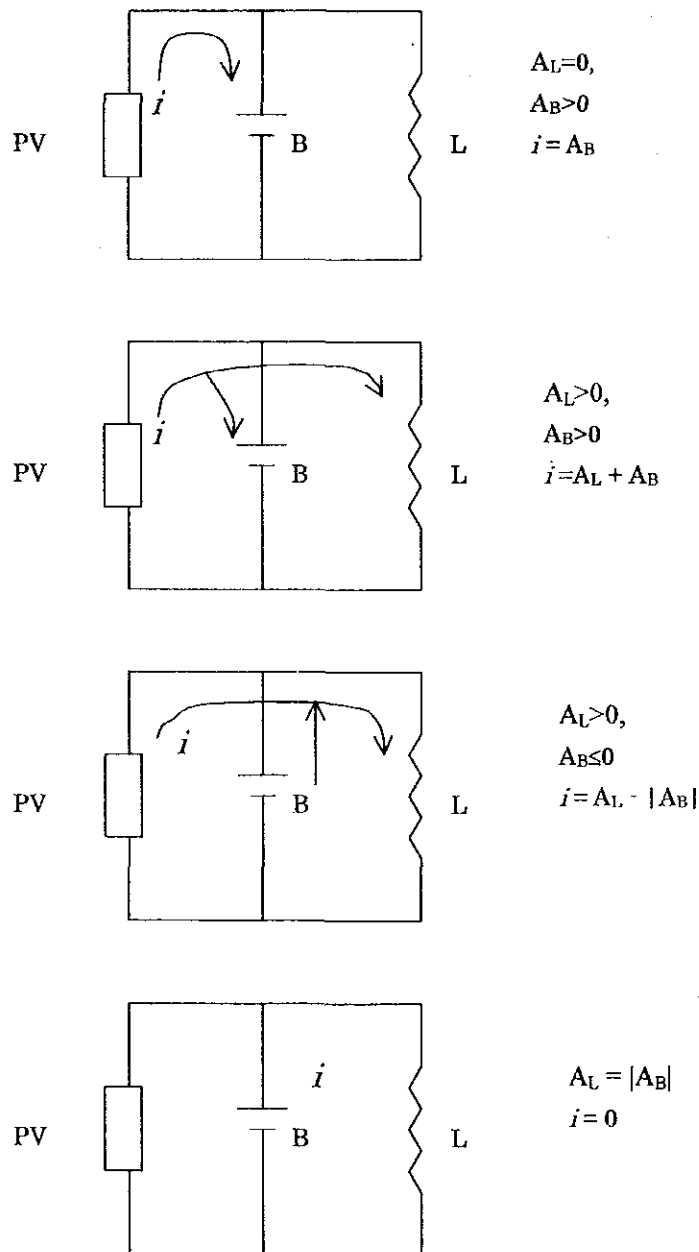 A_L=0,
A_B>0
i = A_B
i
PV
B
L
A_L>0,
A_B>0
i=A_L + A_B
i
PV
B
L
A_L>0,
A_B≤0
i = A_L - |A_B|
i
PV
B
L
A_L = |A_B|
i = 0
i
PV
B
L